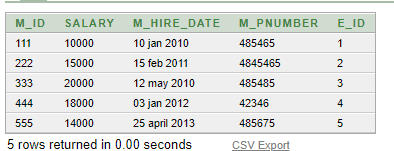 M_ID SALARY M_HIRE_DATE M_PNUMBER E_ID
111 10000 10 jan 2010 485465 1
222 15000 15 feb 2011 4845465 2
333 20000 12 may 2010 485485 3
444 18000 03 jan 2012 42346 4
555 14000 25 april 2013 485675 5
5 rows returned in 0.00 seconds CSV Export